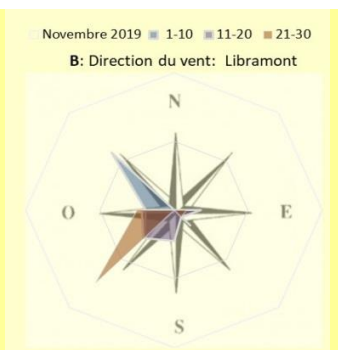 Novembre 2019 1-10 11-20 21-30
B: Direction du vent: Libramont
N
O E
S